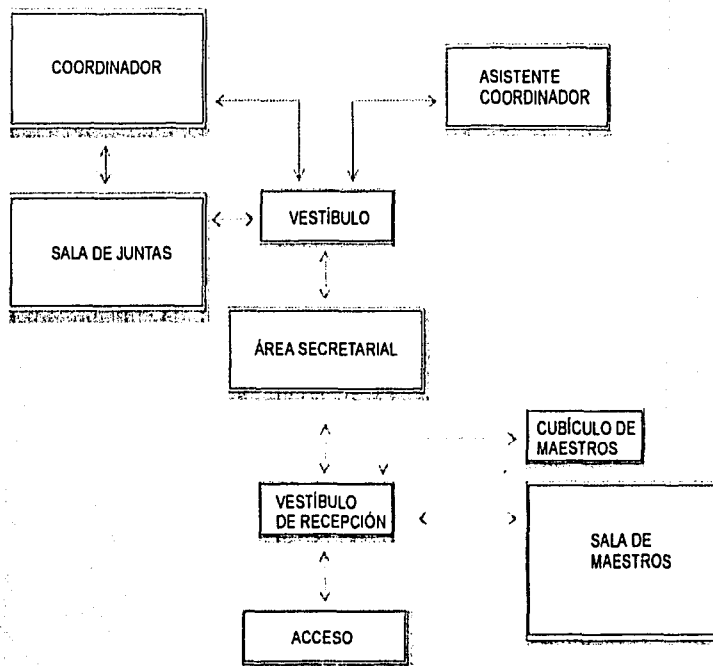 COORDINADOR
ASISTENTE
COORDINADOR
VESTÍBULO
SALA DE JUNTAS
ÁREA SECRETARIAL
CUBÍCULO DE
MAESTROS
VESTÍBULO
DE RECEPCIÓN
SALA DE
MAESTROS
ACCESO